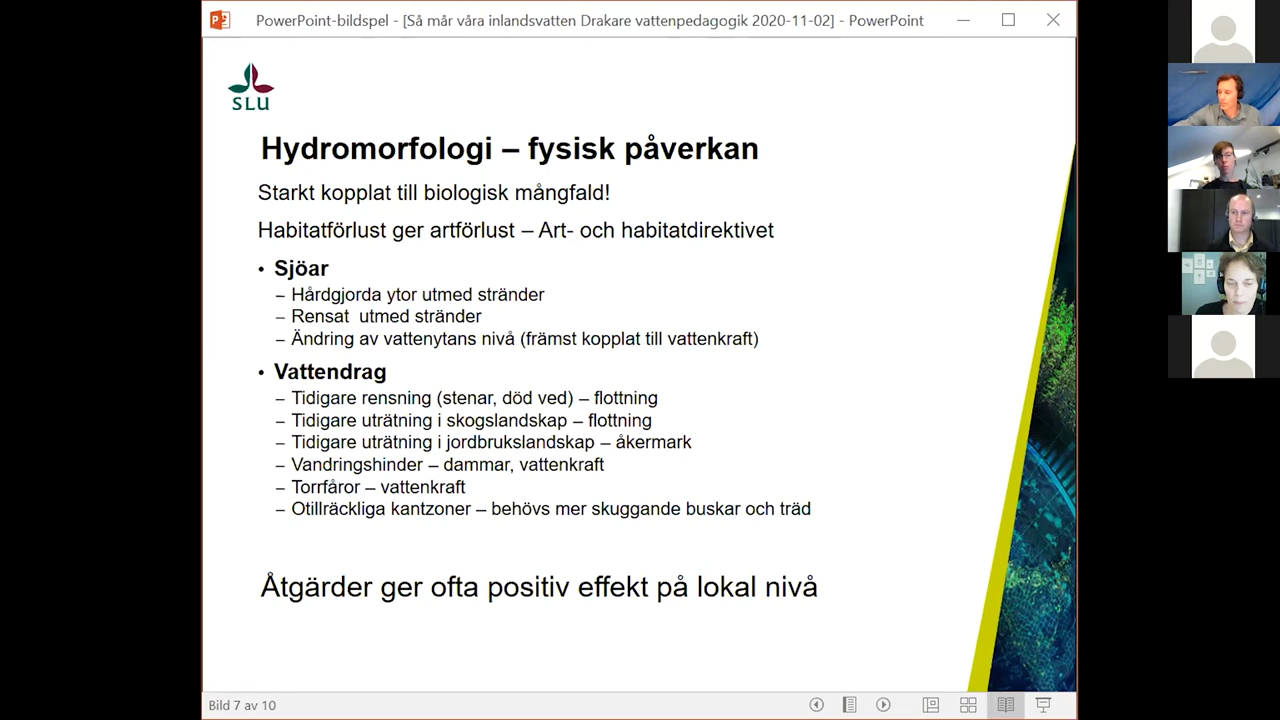 PowerPoint-bildspel - [Så mår våra inlandsvatten Drakare vattenpedagogik 2020-11-02] - PowerPoint
SLU
Hydromorfologi – fysisk påverkan
Starkt kopplat till biologisk mångfald!
Habitatförlust ger artförlust – Art- och habitatdirektivet
• Sjöar
– Hårdgjorda ytor utmed stränder
– Rensat utmed stränder
– Ändring av vattenytans nivå (främst kopplat till vattenkraft)
• Vattendrag
– Tidigare rensning (stenar, död ved) – flottning
– Tidigare uträtning i skogslandskap – flottning
– Tidigare uträtning i jordbrukslandskap – åkermark
– Vandringshinder – dammar, vattenkraft
– Torrfåror – vattenkraft
– Otillräckliga kantzoner – behövs mer skuggande buskar och träd
Åtgärder ger ofta positiv effekt på lokal nivå
Bild 7 av 10